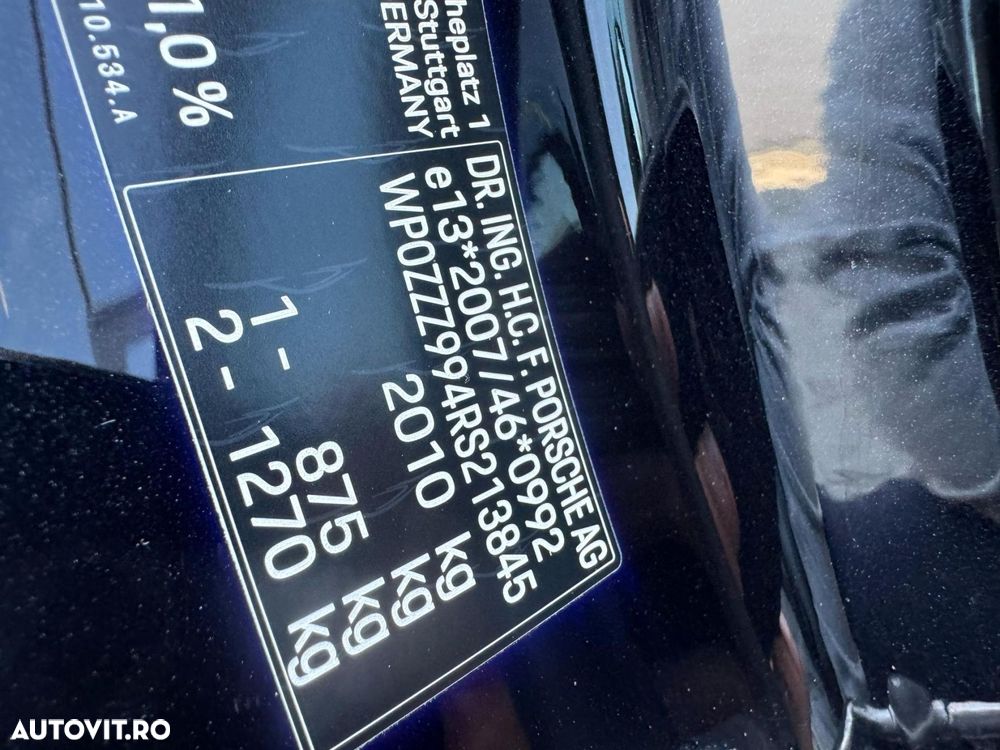 heplatz 1
Stuttgart
ERMANY
1,0%
10.534.A
DR. ING. H.C. F. PORSCHE AG
e13*2007/46*0992
WP0ZZZ994RS213845
2010 kg
kg
1- 875 kg
2- 1270 kg
AUTOVIT.RO